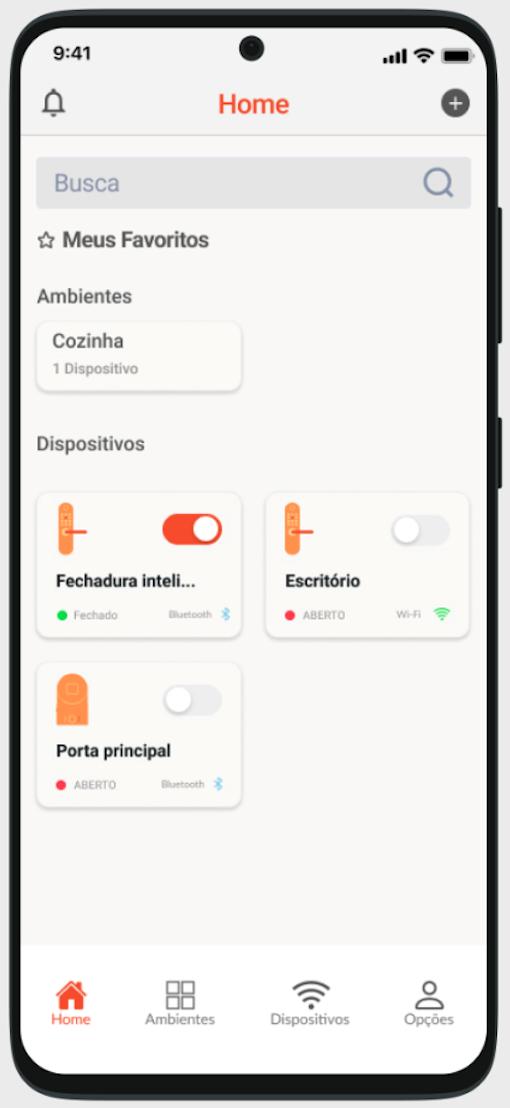 9:41
Home
Busca
Meus Favoritos
Ambientes
Cozinha
1 Dispositivo
Dispositivos
Fechadura inteli...
Fechado Bluetooth
Escritório
ABERTO Wi-Fi
Porta principal
ABERTO Bluetooth
Home Ambientes Dispositivos Opções